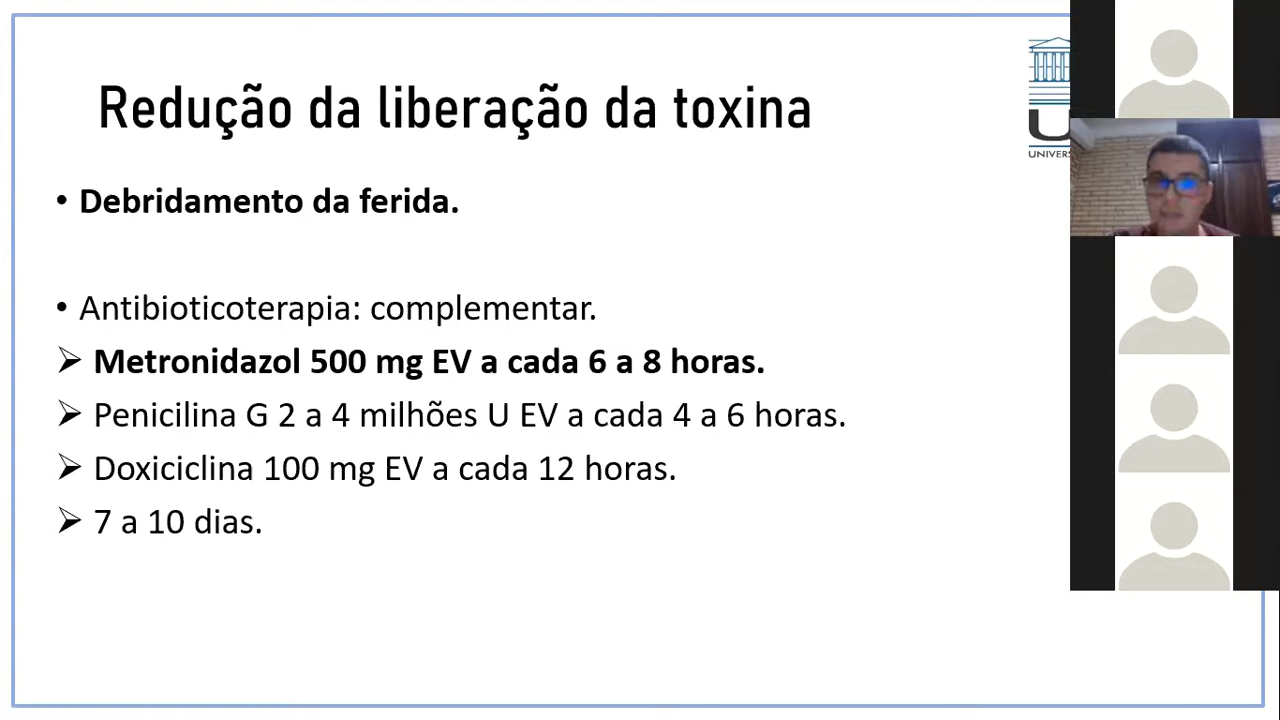 Redução da liberação da toxina
• Debridamento da ferida.
• Antibioticoterapia: complementar.
➢ Metronidazol 500 mg EV a cada 6 a 8 horas.
➢ Penicilina G 2 a 4 milhões U EV a cada 4 a 6 horas.
➢ Doxiciclina 100 mg EV a cada 12 horas.
➢ 7 a 10 dias.
U
UNIVERS